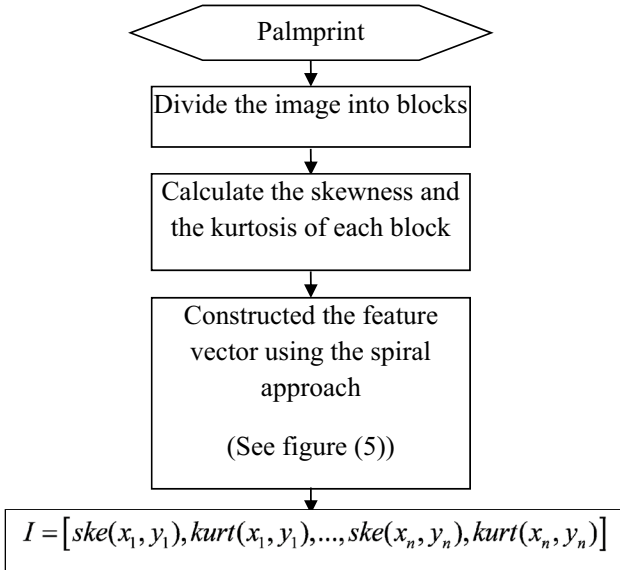 Palmprint
Divide the image into blocks
Calculate the skewness and
the kurtosis of each block
Constructed the feature
vector using the spiral
approach
(See figure (5))
I = [ske(x₁, y₁), kurt(x₁, y₁),..., ske(xₙ, yₙ), kurt(xₙ, yₙ)]